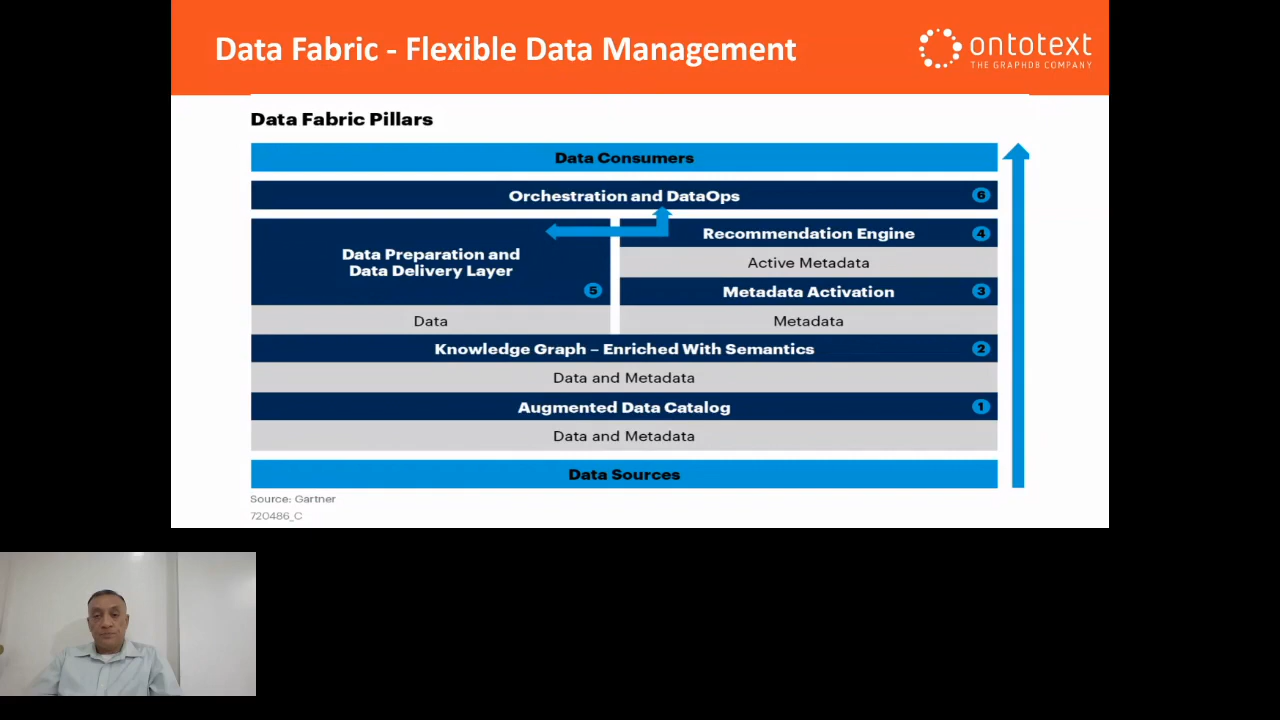 Data Fabric - Flexible Data Management
ontotext
THE GRAPHDB COMPANY
Data Fabric Pillars
Data Consumers
Orchestration and DataOps 6
Data Preparation and
Data Delivery Layer
5
Recommendation Engine 4
Active Metadata
Metadata Activation 3
Data
Metadata
Knowledge Graph – Enriched With Semantics 2
Data and Metadata
Augmented Data Catalog 1
Data and Metadata
Data Sources
Source: Gartner
720486_C